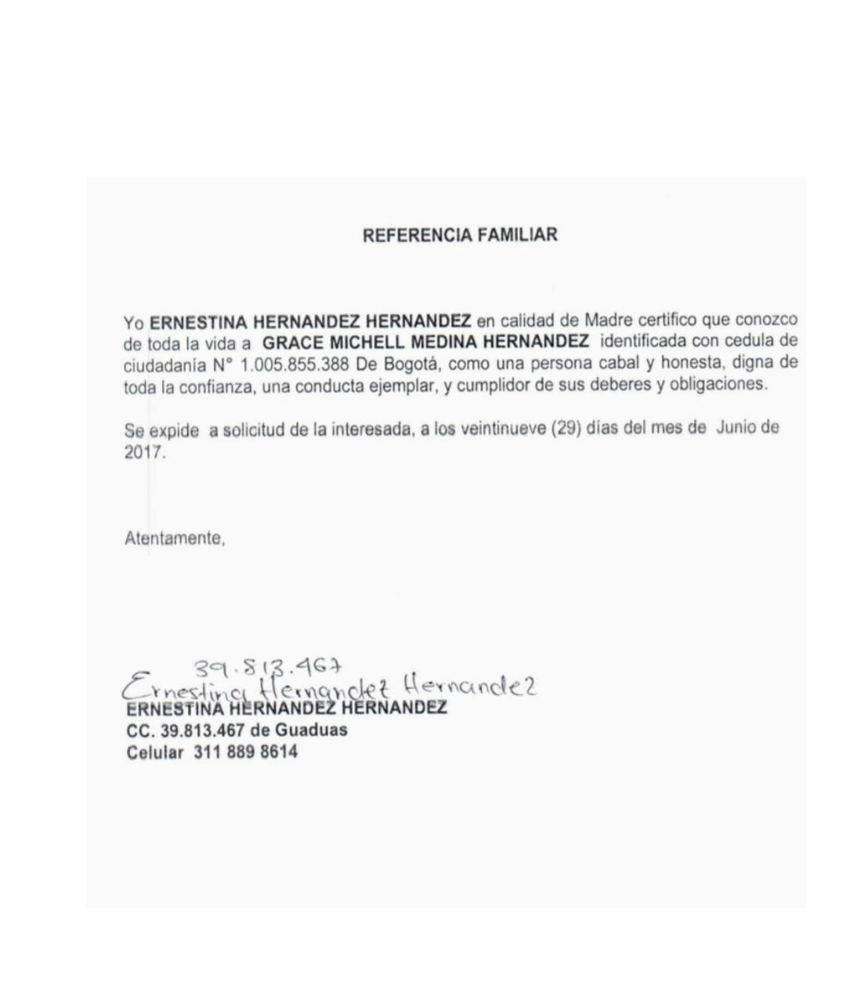 REFERENCIA FAMILIAR
Yo ERNESTINA HERNANDEZ HERNANDEZ en calidad de Madre certifico que conozco
de toda la vida a GRACE MICHELL MEDINA HERNANDEZ identificada con cedula de
ciudadanía N° 1.005.855.388 De Bogotá, como una persona cabal y honesta, digna de
toda la confianza, una conducta ejemplar, y cumplidor de sus deberes y obligaciones.
Se expide a solicitud de la interesada, a los veintinueve (29) días del mes de Junio de
2017.
Atentamente,
39.813.467
Ernestina Hernandez Hernandez
ERNESTINA HERNANDEZ HERNANDEZ
CC. 39.813.467 de Guaduas
Celular 311 889 8614